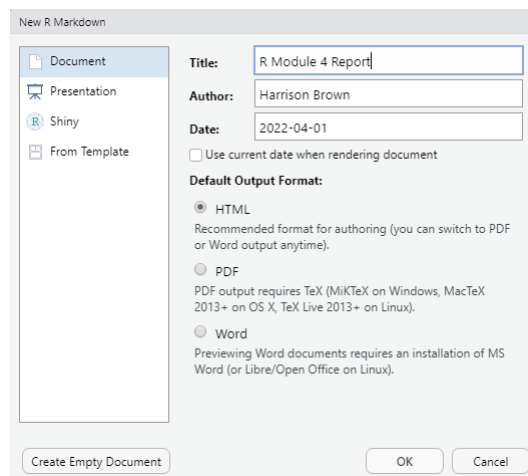 New R Markdown
Document
Presentation
R Shiny
From Template
Title: R Module 4 Report
Author: Harrison Brown
Date: 2022-04-01
Use current date when rendering document
Default Output Format:
HTML
Recommended format for authoring (you can switch to PDF
or Word output anytime).
PDF
PDF output requires TeX (MiKTeX on Windows, MacTeX
2013+ on OS X, TeX Live 2013+ on Linux).
Word
Previewing Word documents requires an installation of MS
Word (or Libre/Open Office on Linux).
Create Empty Document OK Cancel